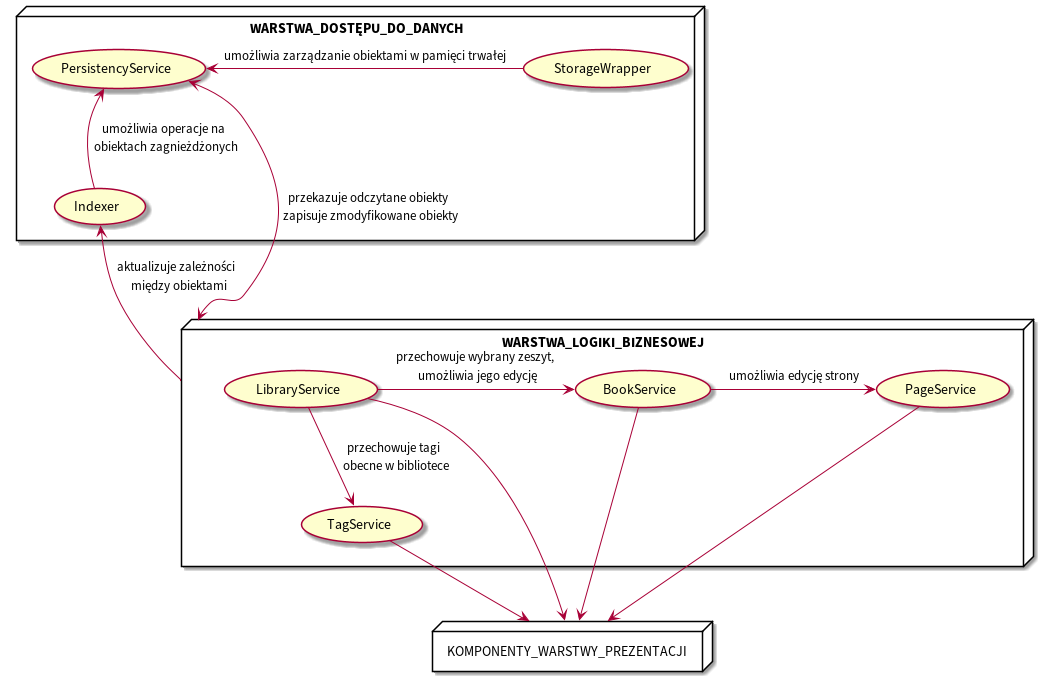 WARSTWA_DOSTĘPU_DO_DANYCH
PersistencyService
umożliwia zarządzanie obiektami w pamięci trwałej
StorageWrapper
umożliwia operacje na
obiektach zagnieżdżonych
przekazuje odczytane obiekty
zapisuje zmodyfikowane obiekty
Indexer
aktualizuje zależności
między obiektami
WARSTWA_LOGIKI_BIZNESOWEJ
przechowuje wybrany zeszyt,
umożliwia jego edycję
umożliwia edycję strony
LibraryService
BookService
PageService
przechowuje tagi
obecne w bibliotece
TagService
KOMPONENTY_WARSTWY_PREZENTACJI